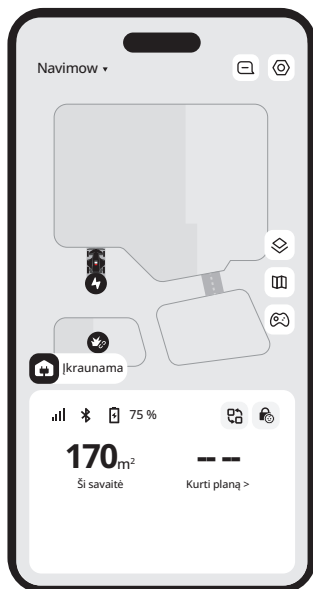 Navimow ▾
Įkraunama
75 %
170m²
-- --
Ši savaitė
Kurti planą >